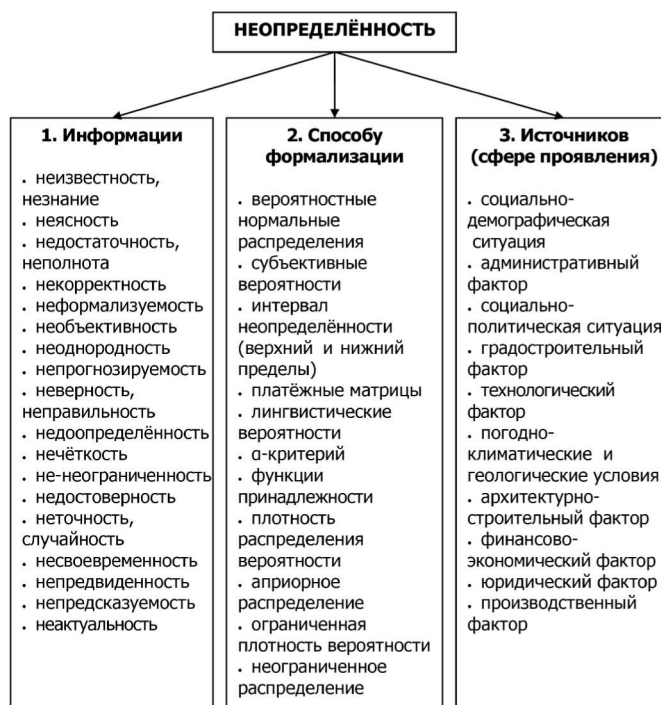 НЕОПРЕДЕЛЁННОСТЬ
1. Информации
. неизвестность,
незнание
. неясность
. недостаточность,
неполнота
. некорректность
. неформализуемость
. необъективность
. неоднородность
. непрогнозируемость
. неверность,
неправильность
. недоопределённость
. нечёткость
. не-неограниченность
. недостоверность
. неточность,
случайность
. несвоевременность
. непредвиденность
. непредсказуемость
. неактуальность
2. Способу
формализации
. вероятностные
нормальные
распределения
. субъективные
вероятности
. интервал
неопределённости
(верхний и нижний
пределы)
. платёжные матрицы
. лингвистические
вероятности
. α-критерий
. функции
принадлежности
. плотность
распределения
вероятности
. априорное
распределение
. ограниченная
плотность вероятности
. неограниченное
распределение
3. Источников
(сфере проявления)
. социально-
демографическая
ситуация
. административный
фактор
. социально-
политическая ситуация
. градостроительный
фактор
. технологический
фактор
. погодно-
климатические и
геологические условия
. архитектурно-
строительный фактор
. финансово-
экономический фактор
. юридический фактор
. производственный
фактор